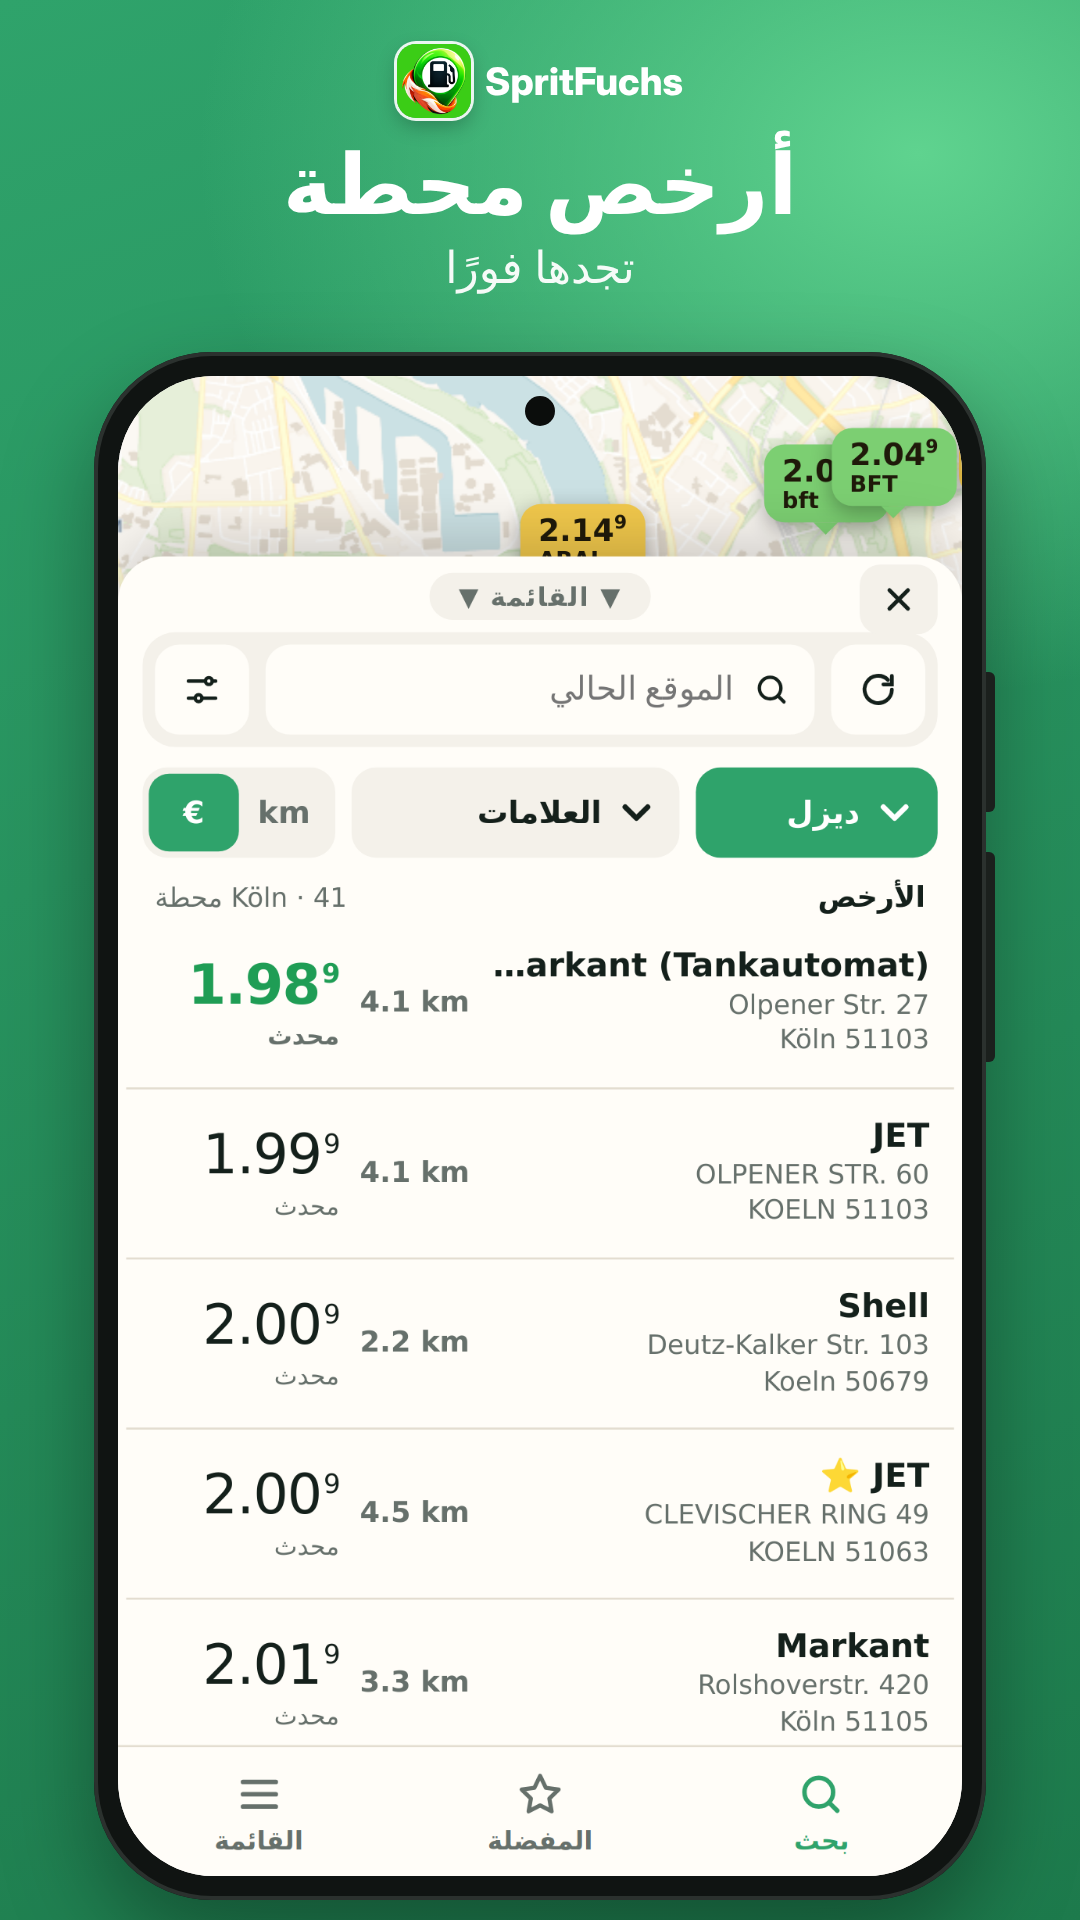 SpritFuchs
أرخص محطة
تجدها فورًا
2.04⁹
BFT
2.0
bft
2.14⁹
▼ القائمة ▼
الموقع الحالي
ديزل
العلامات
km
€
الأرخص
محطة Köln · 41
...arkant (Tankautomat)
Olpener Str. 27
Köln 51103
4.1 km
1.98⁹
محدث
JET
OLPENER STR. 60
KOELN 51103
4.1 km
1.99⁹
محدث
Shell
Deutz-Kalker Str. 103
Koeln 50679
2.2 km
2.00⁹
محدث
JET ⭐
CLEVISCHER RING 49
KOELN 51063
4.5 km
2.00⁹
محدث
Markant
Rolshoverstr. 420
Köln 51105
3.3 km
2.01⁹
محدث
بحث
المفضلة
القائمة